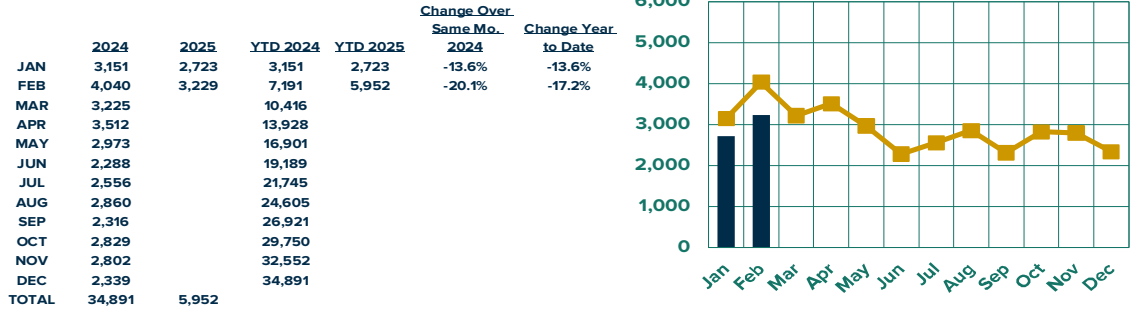 Change Over
Same Mo. Change Year
2024 2025 YTD 2024 YTD 2025 2024 to Date
JAN 3,151 2,723 3,151 2,723 -13.6% -13.6%
FEB 4,040 3,229 7,191 5,952 -20.1% -17.2%
MAR 3,225 10,416
APR 3,512 13,928
MAY 2,973 16,901
JUN 2,288 19,189
JUL 2,556 21,745
AUG 2,860 24,605
SEP 2,316 26,921
OCT 2,829 29,750
NOV 2,802 32,552
DEC 2,339 34,891
TOTAL 34,891 5,952
6,000
5,000
4,000
3,000
2,000
1,000
0
Jan Feb Mar Apr May Jun Jul Aug Sep Oct Nov Dec